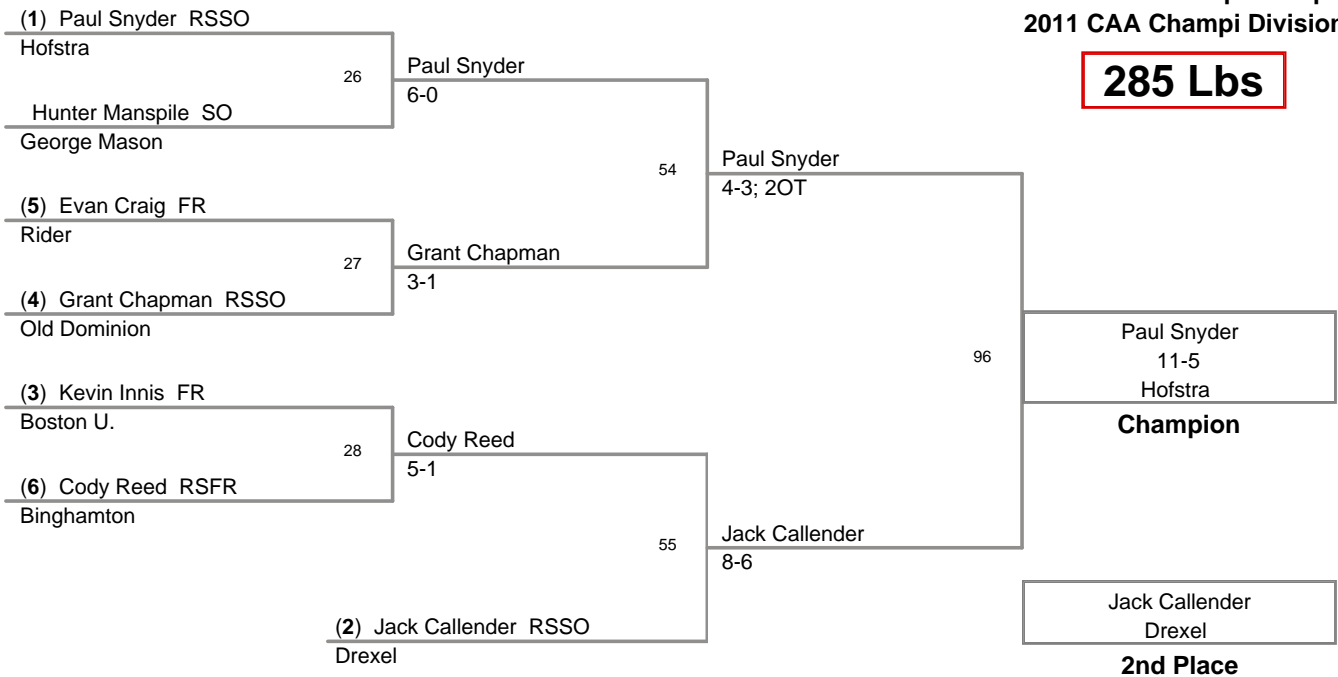 2011 CAA Champi Division
285 Lbs
(1) Paul Snyder RSSO
Hofstra
26
Hunter Manspile SO
George Mason
Paul Snyder
6-0
54
(5) Evan Craig FR
Rider
27
(4) Grant Chapman RSSO
Old Dominion
Grant Chapman
3-1
Paul Snyder
4-3; 2OT
96
(3) Kevin Innis FR
Boston U.
28
(6) Cody Reed RSFR
Binghamton
Cody Reed
5-1
55
(2) Jack Callender RSSO
Drexel
Jack Callender
8-6
Paul Snyder
11-5
Hofstra
Champion
Jack Callender
Drexel
2nd Place